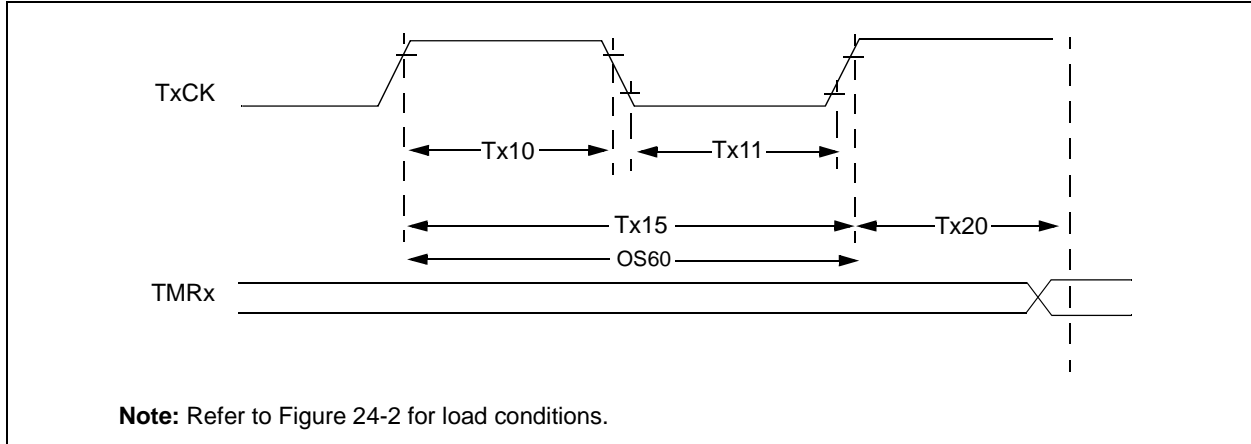 TxCK
Tx10
Tx11
Tx15
Tx20
OS60
TMRx
Note: Refer to Figure 24-2 for load conditions.